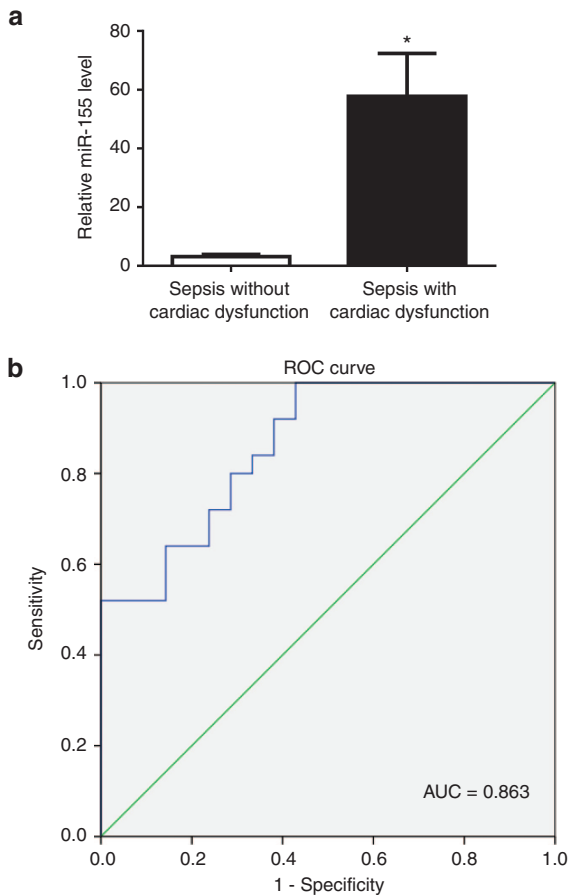 a
80
60
40
20
0
Relative miR-155 level
*
Sepsis without
cardiac dysfunction
Sepsis with
cardiac dysfunction
b
ROC curve
1.0
0.8
0.6
0.4
0.2
0.0
Sensitivity
AUC = 0.863
0.0 0.2 0.4 0.6 0.8 1.0
1 - Specificity